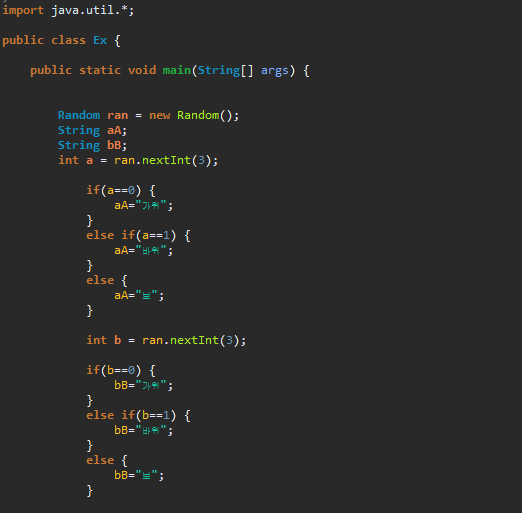 import java.util.*;
public class Ex {
public static void main(String[] args) {
Random ran = new Random();
String aA;
String bB;
int a = ran.nextInt(3);
if(a==0) {
aA="가위";
}
else if(a==1) {
aA="바위";
}
else {
aA="보";
}
int b = ran.nextInt(3);
if(b==0) {
bB="가위";
}
else if(b==1) {
bB="바위";
}
else {
bB="보";
}